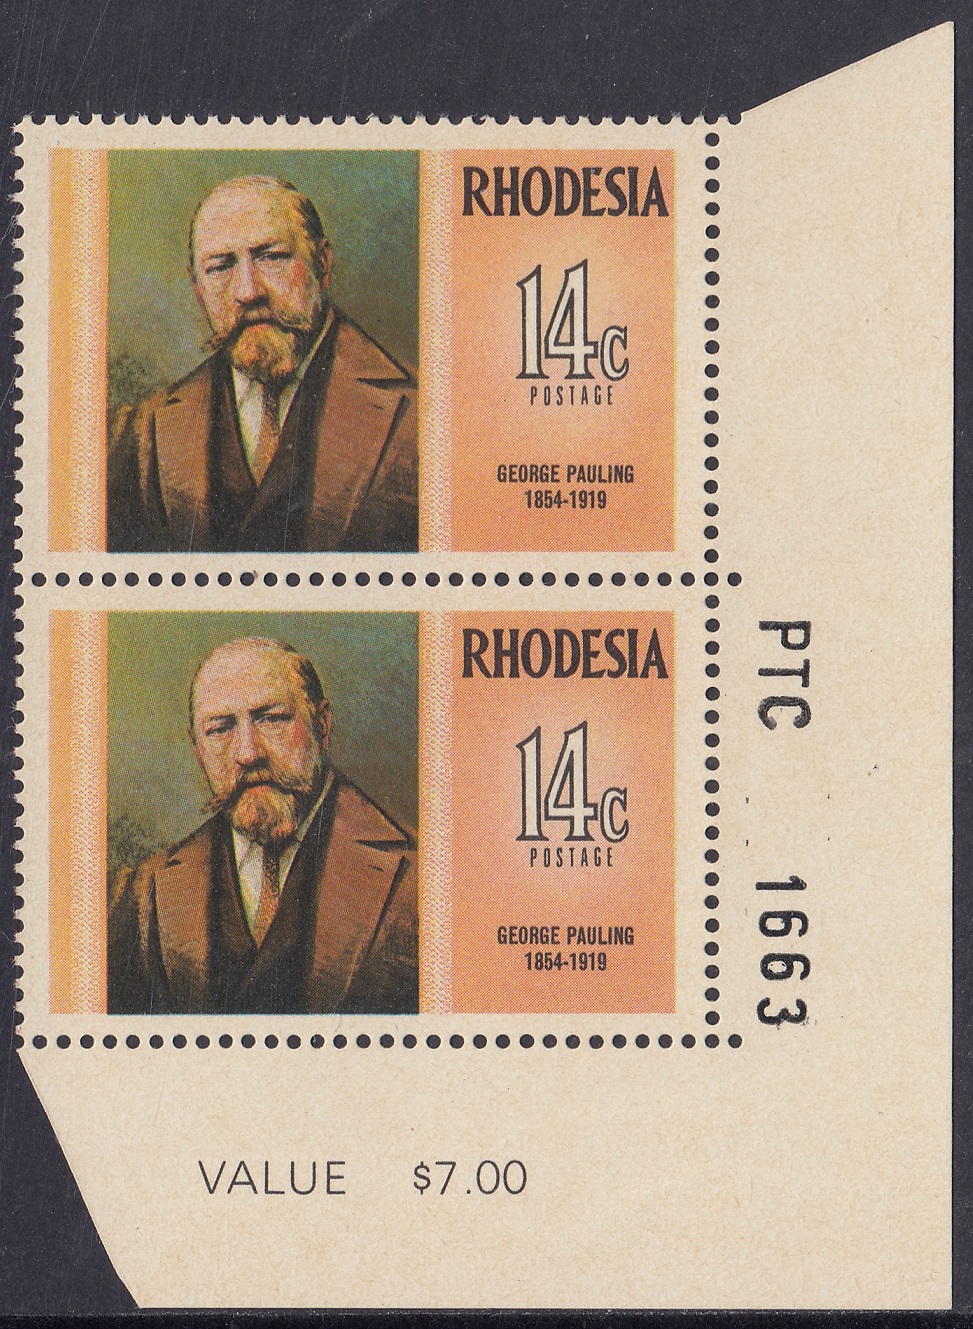 RHODESIA
14c
POSTAGE
GEORGE PAULING
1854-1919
RHODESIA
14c
POSTAGE
GEORGE PAULING
1854-1919
PTC 1663
VALUE $7.00